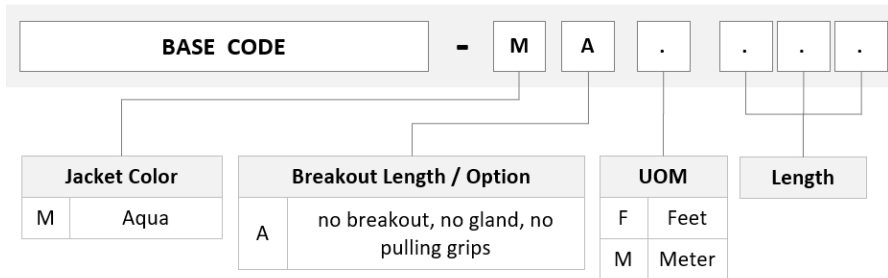 BASE CODE - M A . . . .
Jacket Color
M Aqua
Breakout Length / Option
A no breakout, no gland, no
pulling grips
UOM
F Feet
M Meter
Length